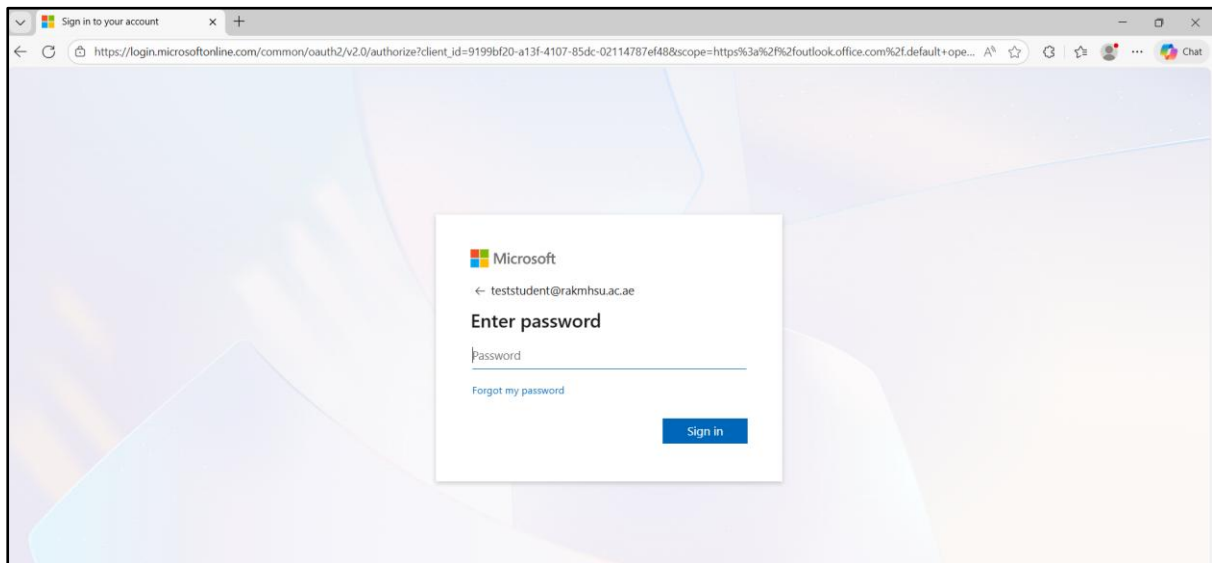 Sign in to your account
https://login.microsoftonline.com/common/oauth2/v2.0/authorize?client_id=9199bf20-a13f-4107-85dc-02114787ef48&scope=https%3a%2f%2foutlook.office.com%2f.default+ope... A Chat
Microsoft
← teststudent@rakmhsu.ac.ae
Enter password
Password
Forgot my password
Sign in